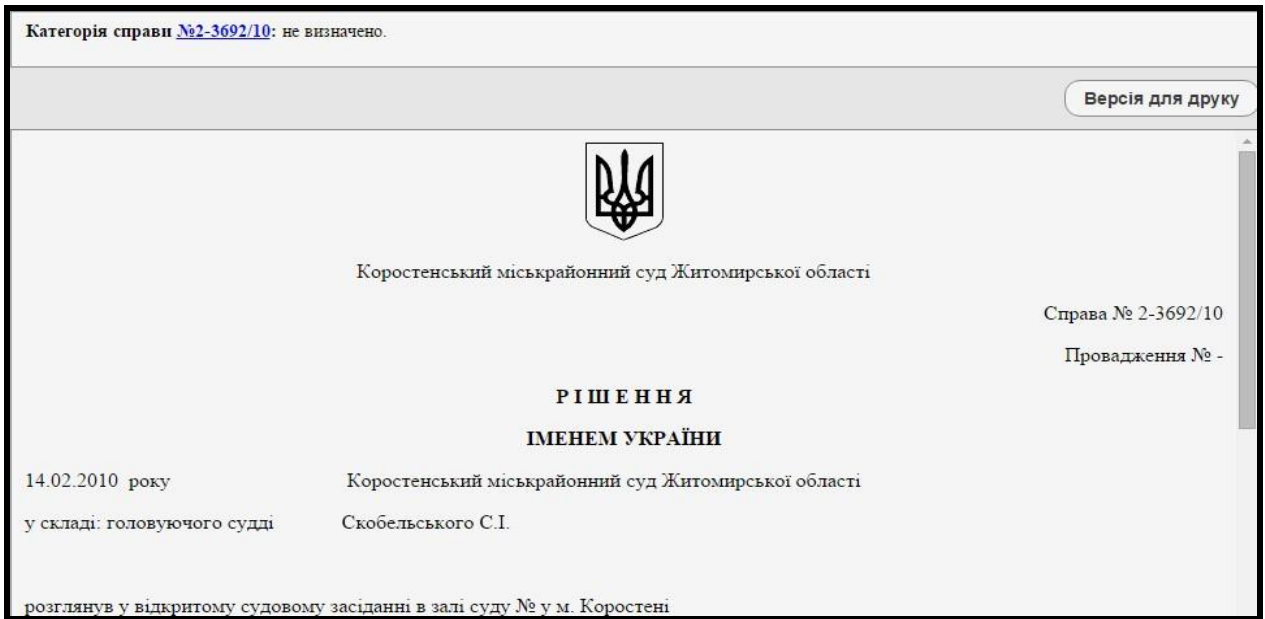 Категорія справи №2-3692/10: не визначено.
Версія для друку
Коростенський міськрайонний суд Житомирської області
Справа № 2-3692/10
Провадження № -
Р І Ш Е Н Н Я
ІМЕНЕМ УКРАЇНИ
14.02.2010 року Коростенський міськрайонний суд Житомирської області
у складі: головуючого судді Скобельського С.І.
розглянув у відкритому судовому засіданні в залі суду № у м. Коростені